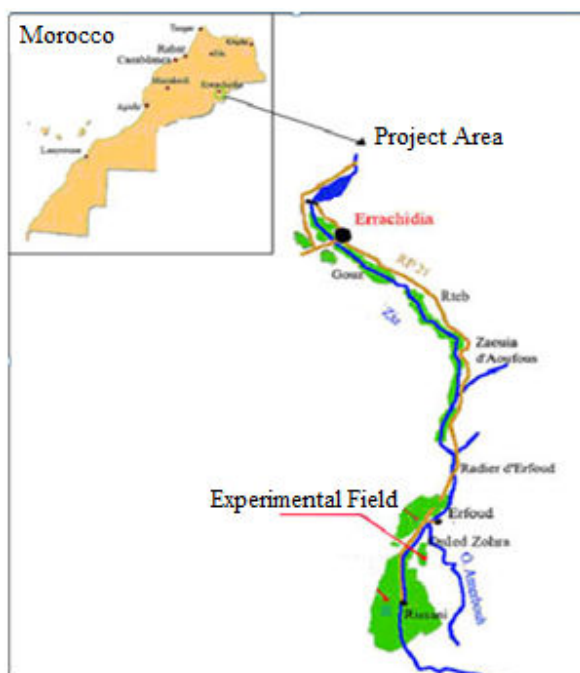 Morocco
Tanger
Rabat
Casablanca
Marrakech
Errachidia
Agadir
Laayoune
Project Area
Errachidia
RP 21
Gour
Rteb
Ziz
Zaouia
d'Aoufous
Radier d'Erfoud
Experimental Field
Erfoud
Ouled Zohra
O. Amerbouh
Rissani